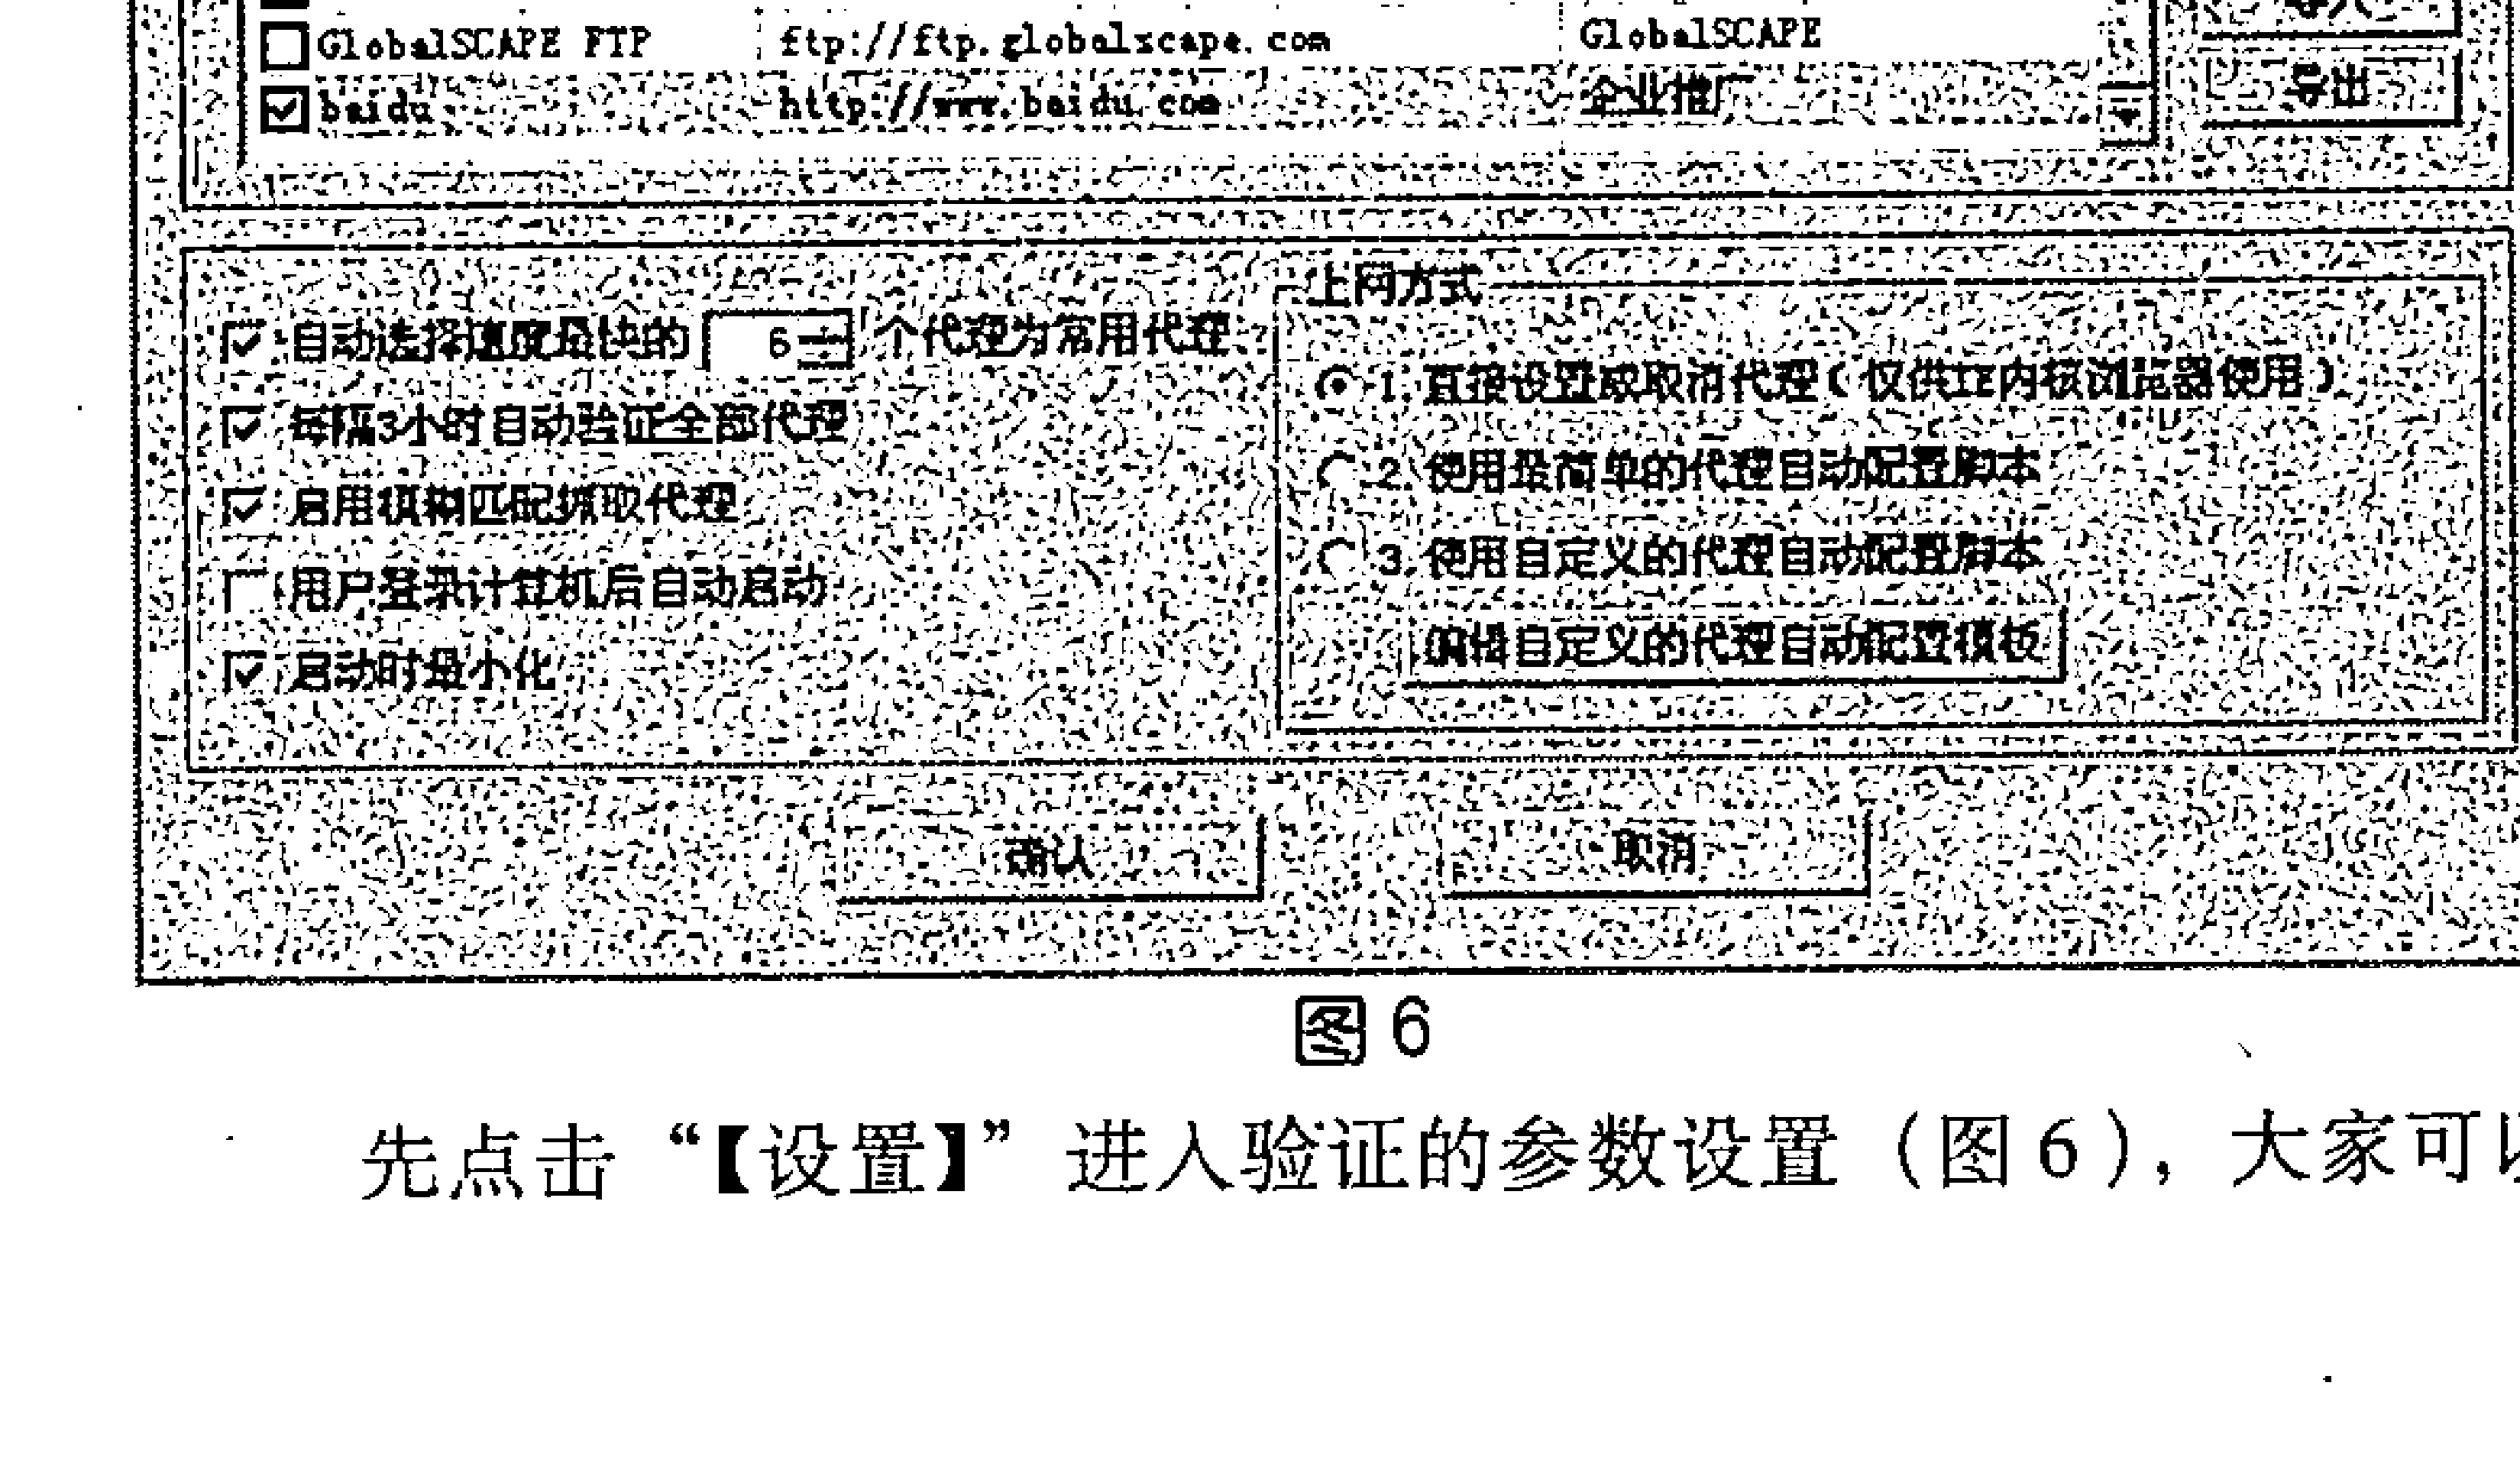 GlobalSCAPE FTP ftp://ftp.globalscape.com GlobalSCAPE
baidu http://www.baidu.com 企业推广
导入
导出
自动选择速度最快的 6 个代理为常用代理
每隔3小时自动验证全部代理
启用模糊匹配抓取代理
用户登录计算机后自动启动
启动时最小化
上网方式
1. 直接设置或取消代理(仅供IE内核浏览器使用)
2. 使用最简单的代理自动配置脚本
3. 使用自定义的代理自动配置脚本
编辑自定义的代理自动配置模板
确认 取消
图 6
先点击“【设置】”进入验证的参数设置（图 6），大家可以